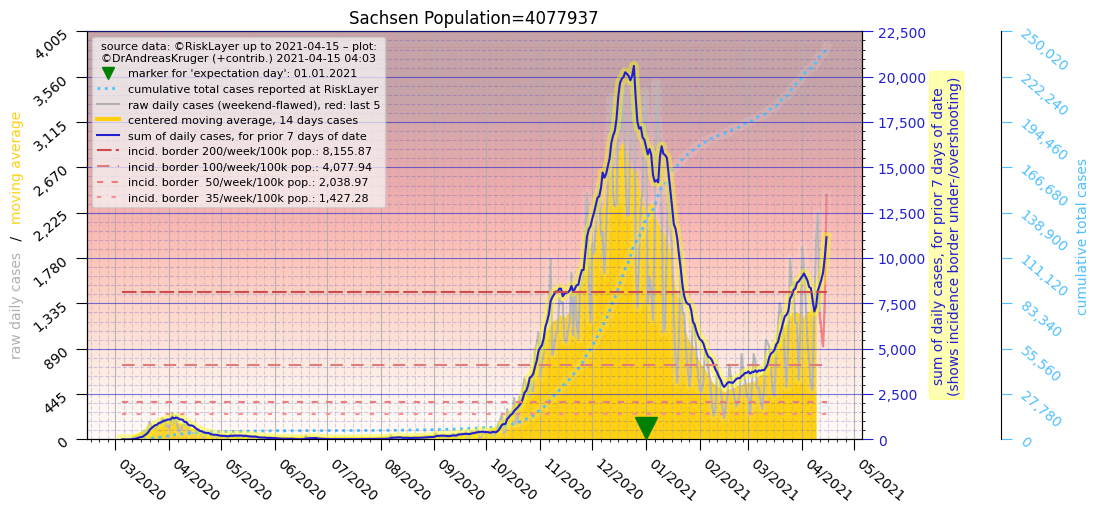 Sachsen Population=4077937
source data: ©RiskLayer up to 2021-04-15 – plot:
©DrAndreasKruger (+contrib.) 2021-04-15 04:03
marker for 'expectation day': 01.01.2021
cumulative total cases reported at RiskLayer
raw daily cases (weekend-flawed), red: last 5
centered moving average, 14 days cases
sum of daily cases, for prior 7 days of date
incid. border 200/week/100k pop.: 8,155.87
incid. border 100/week/100k pop.: 4,077.94
incid. border  50/week/100k pop.: 2,038.97
incid. border  35/week/100k pop.: 1,427.28
raw daily cases / moving average
4,005
3,560
3,115
2,670
2,225
1,780
1,335
890
445
0
22,500
20,000
17,500
15,000
12,500
10,000
7,500
5,000
2,500
0
sum of daily cases, for prior 7 days of date
(shows incidence border under-/overshooting)
250,020
222,240
194,460
166,680
138,900
111,120
83,340
55,560
27,780
0
cumulative total cases
03/2020
04/2020
05/2020
06/2020
07/2020
08/2020
09/2020
10/2020
11/2020
12/2020
01/2021
02/2021
03/2021
04/2021
05/2021